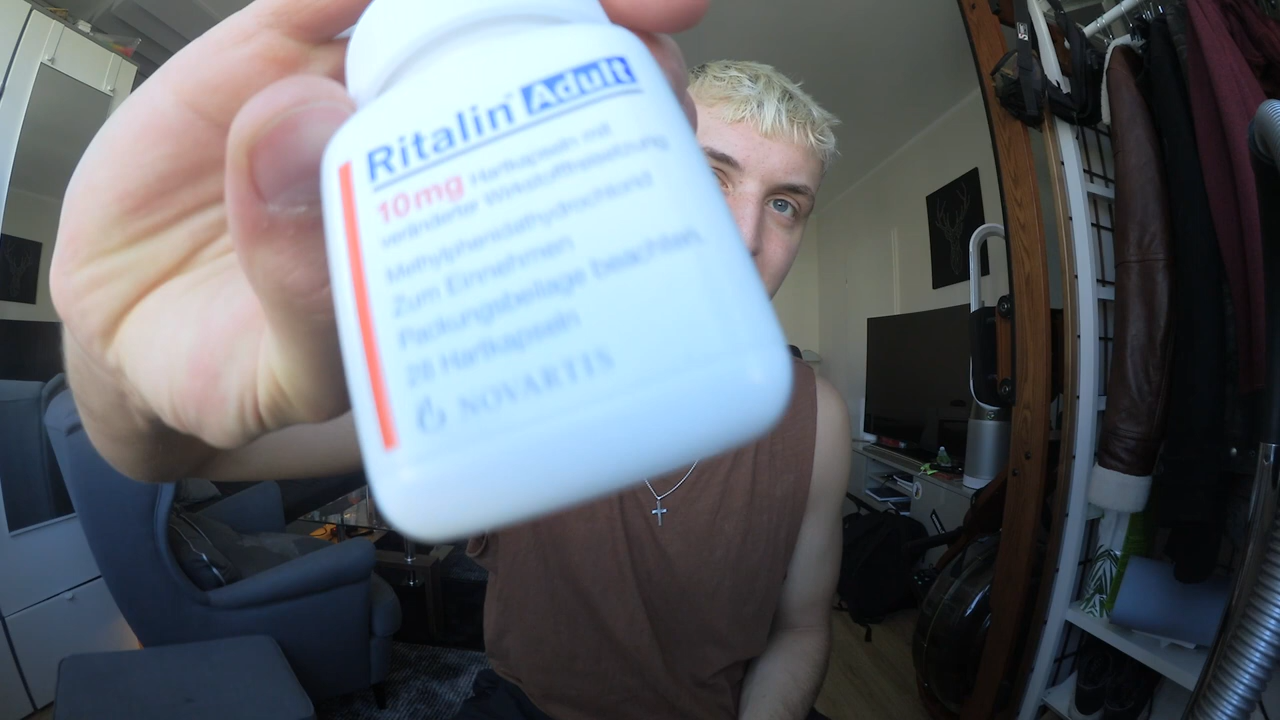 Ritalin® Adult
10mg Hartkapseln mit
veränderter Wirkstofffreisetzung
Methylphenidathydrochlorid
Zum Einnehmen
Packungsbeilage beachten.
28 Hartkapseln
NOVARTIS